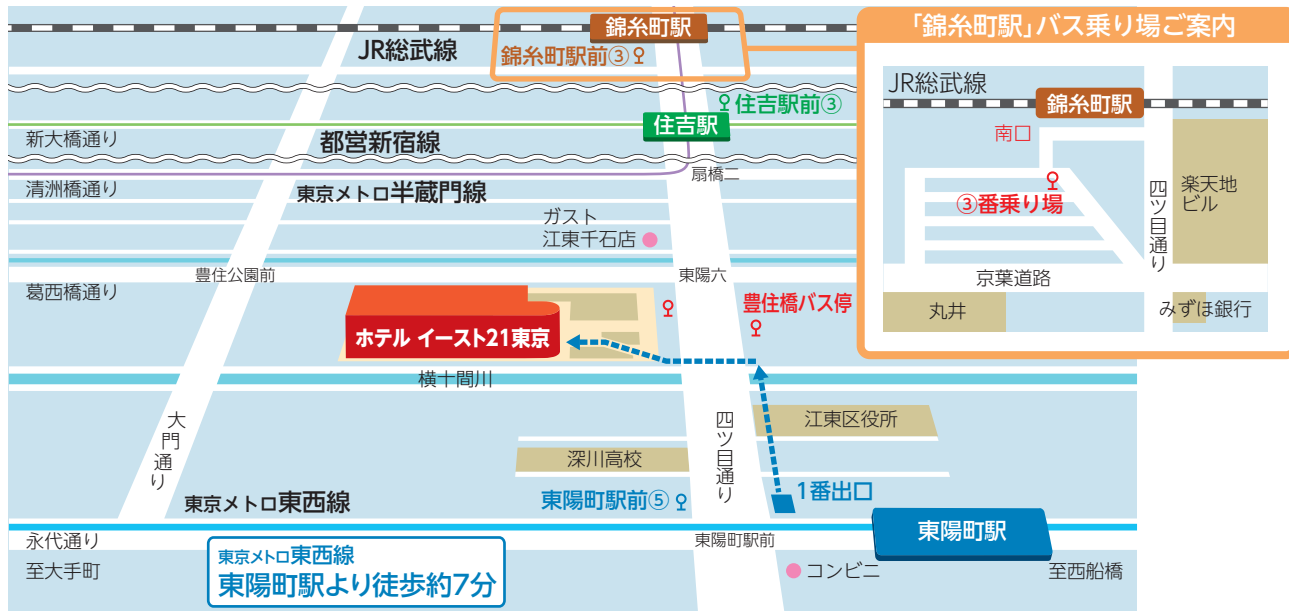 錦糸町駅
JR総武線
錦糸町駅前③
住吉駅前③
住吉駅
新大橋通り
都営新宿線
扇橋二
清洲橋通り
東京メトロ半蔵門線
ガスト
江東千石店
豊住公園前
東陽六
葛西橋通り
豊住橋バス停
ホテル イースト21東京
横十間川
大門通り
四ツ目通り
江東区役所
深川高校
東京メトロ東西線
東陽町駅前⑤
1番出口
東陽町駅
永代通り
東陽町駅前
至大手町
東京メトロ東西線
東陽町駅より徒歩約7分
コンビニ
至西船橋
「錦糸町駅」バス乗り場ご案内
JR総武線
錦糸町駅
南口
③番乗り場
四ツ目通り
楽天地
ビル
京葉道路
丸井
みずほ銀行